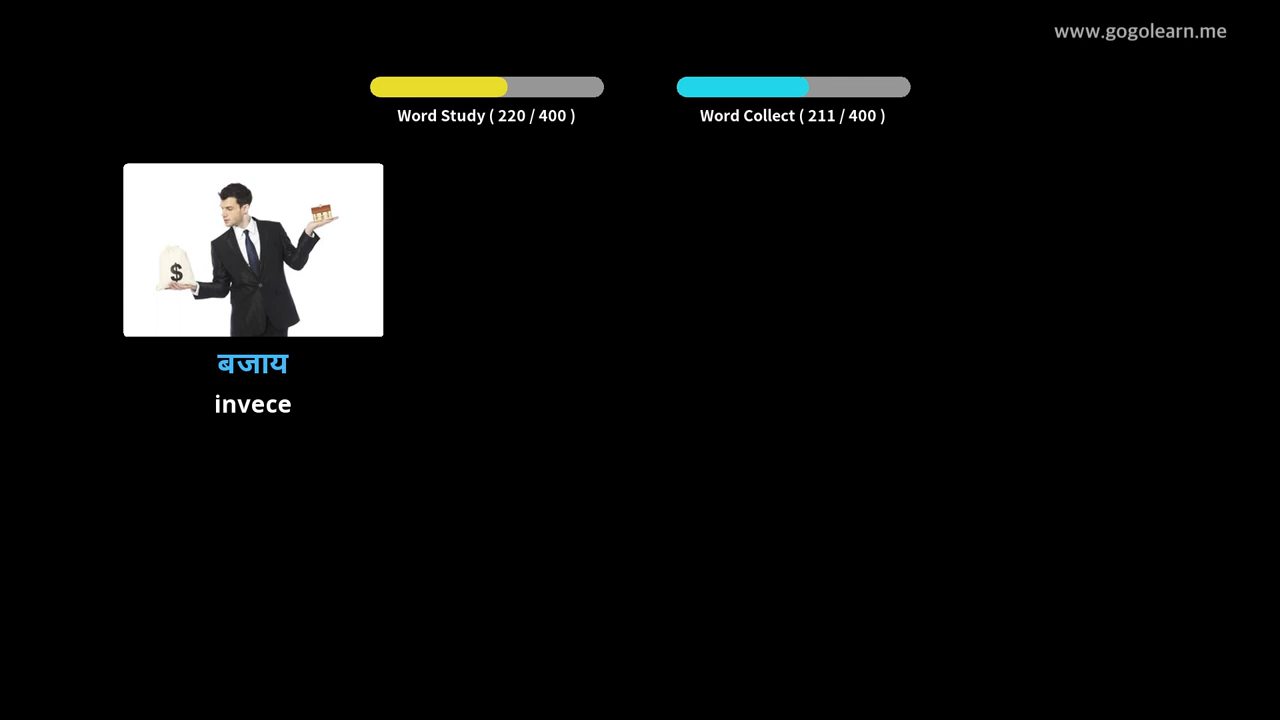 www.gogolearn.me
Word Study ( 220 / 400 )
Word Collect ( 211 / 400 )
$
बजाय
invece